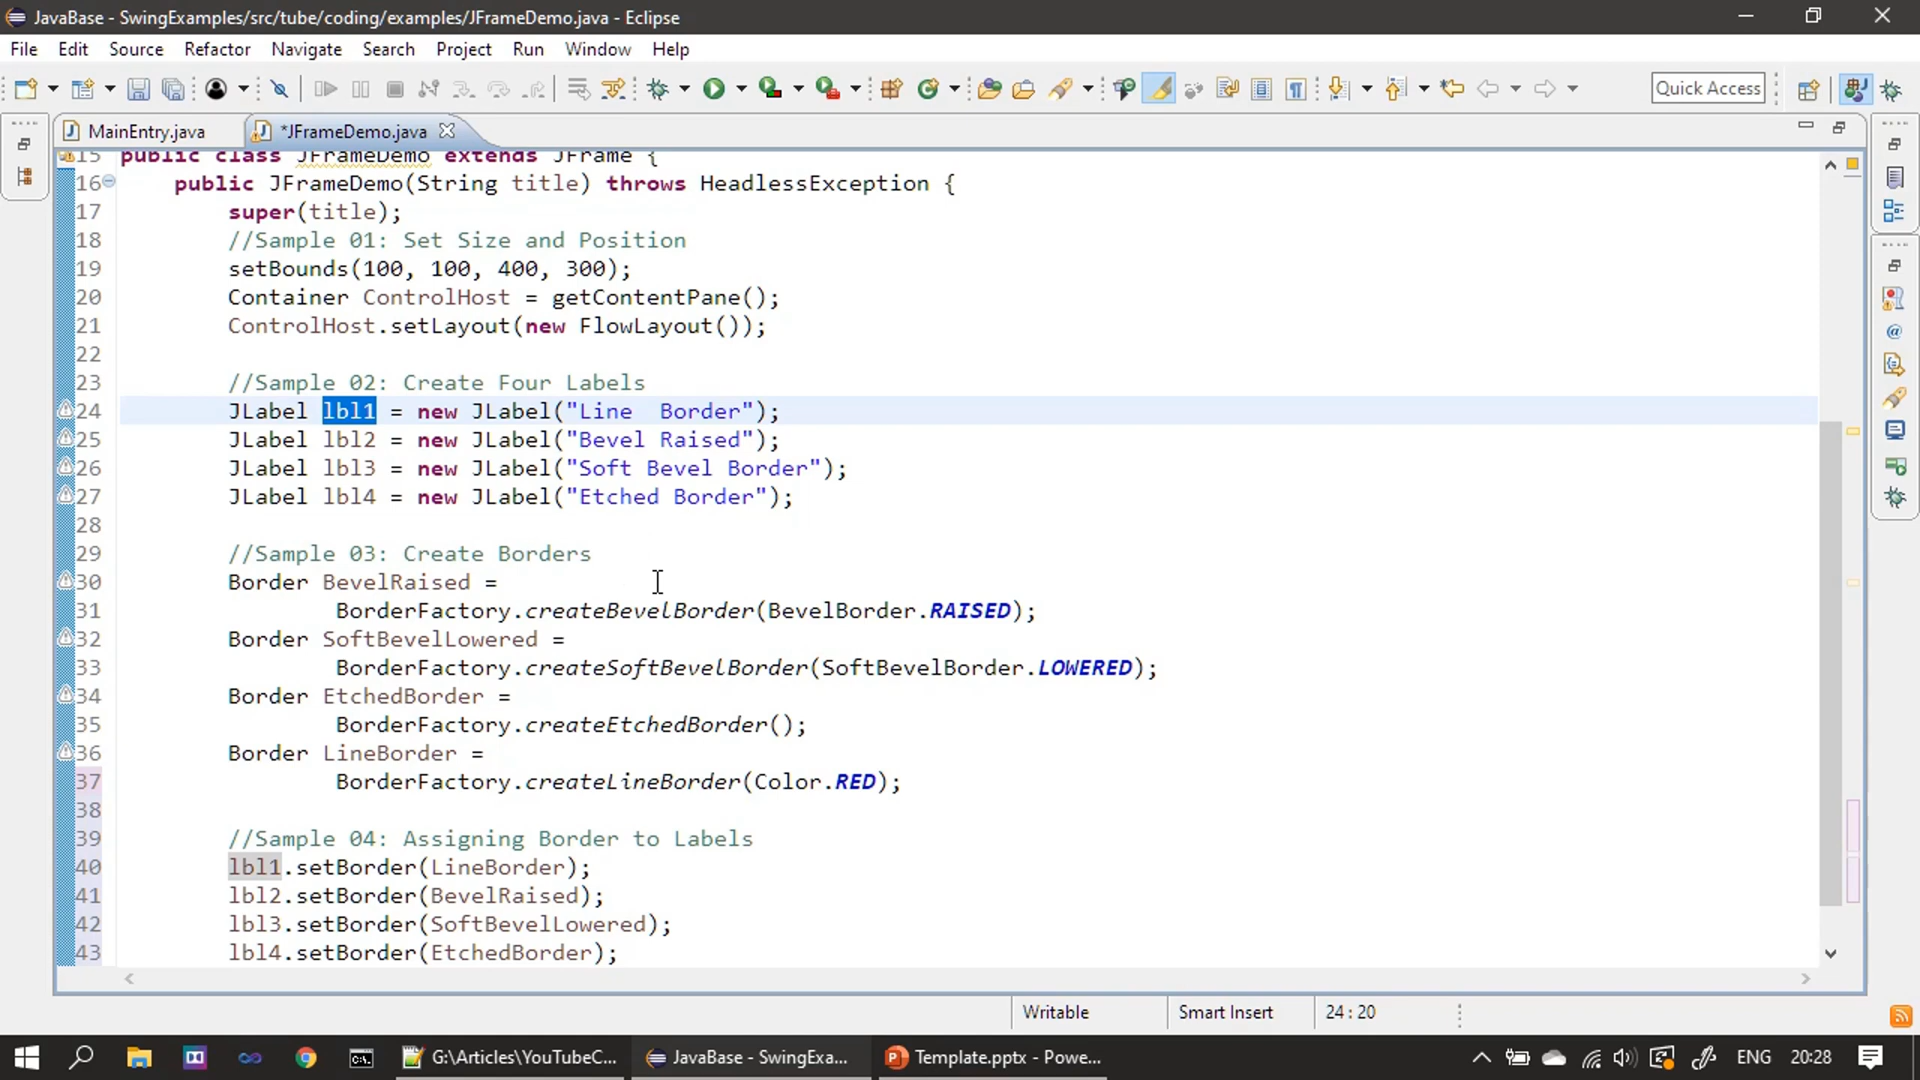 JavaBase - SwingExamples/src/tube/coding/examples/JFrameDemo.java - Eclipse
File Edit Source Refactor Navigate Search Project Run Window Help
Quick Access
MainEntry.java *JFrameDemo.java
15 public class JFrameDemo extends JFrame {
16 public JFrameDemo(String title) throws HeadlessException {
17 super(title);
18 //Sample 01: Set Size and Position
19 setBounds(100, 100, 400, 300);
20 Container ControlHost = getContentPane();
21 ControlHost.setLayout(new FlowLayout());
22
23 //Sample 02: Create Four Labels
24 JLabel lbl1 = new JLabel("Line  Border");
25 JLabel lbl2 = new JLabel("Bevel Raised");
26 JLabel lbl3 = new JLabel("Soft Bevel Border");
27 JLabel lbl4 = new JLabel("Etched Border");
28
29 //Sample 03: Create Borders
30 Border BevelRaised =
31 BorderFactory.createBevelBorder(BevelBorder.RAISED);
32 Border SoftBevelLowered =
33 BorderFactory.createSoftBevelBorder(SoftBevelBorder.LOWERED);
34 Border EtchedBorder =
35 BorderFactory.createEtchedBorder();
36 Border LineBorder =
37 BorderFactory.createLineBorder(Color.RED);
38
39 //Sample 04: Assigning Border to Labels
40 lbl1.setBorder(LineBorder);
41 lbl2.setBorder(BevelRaised);
42 lbl3.setBorder(SoftBevelLowered);
43 lbl4.setBorder(EtchedBorder);
Writable Smart Insert 24 : 20
G:\Articles\YouTubeC... JavaBase - SwingExa... Template.pptx - Powe... ENG 20:28